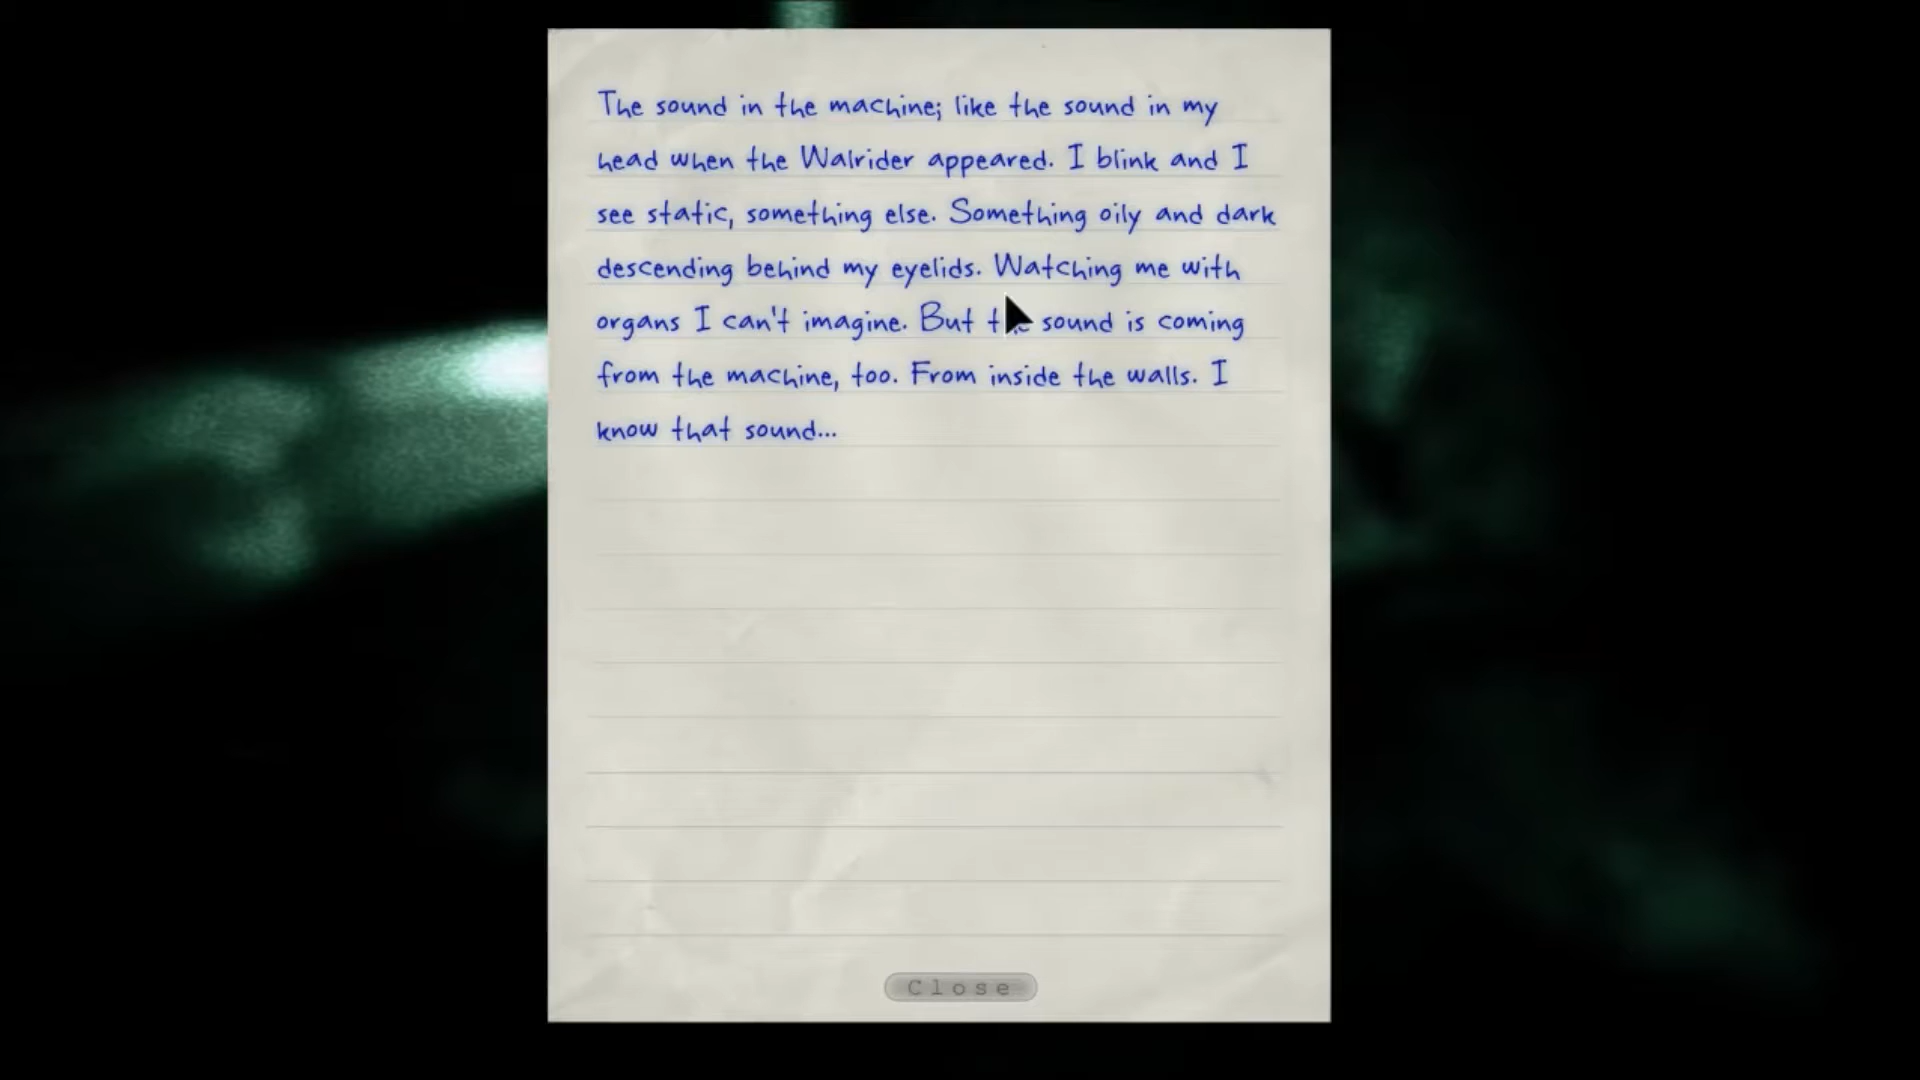 The sound in the machine; like the sound in my
head when the Walrider appeared. I blink and I
see static, something else. Something oily and dark
descending behind my eyelids. Watching me with
organs I can't imagine. But the sound is coming
from the machine, too. From inside the walls. I
know that sound...
Close